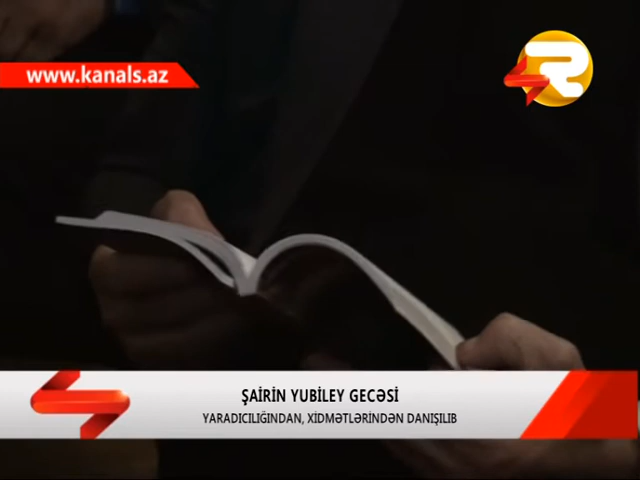 www.kanals.az
ŞAİRİN YUBİLEY GECƏSİ
YARADICILIĞINDAN, XİDMƏTLƏRİNDƏN DANIŞILIB